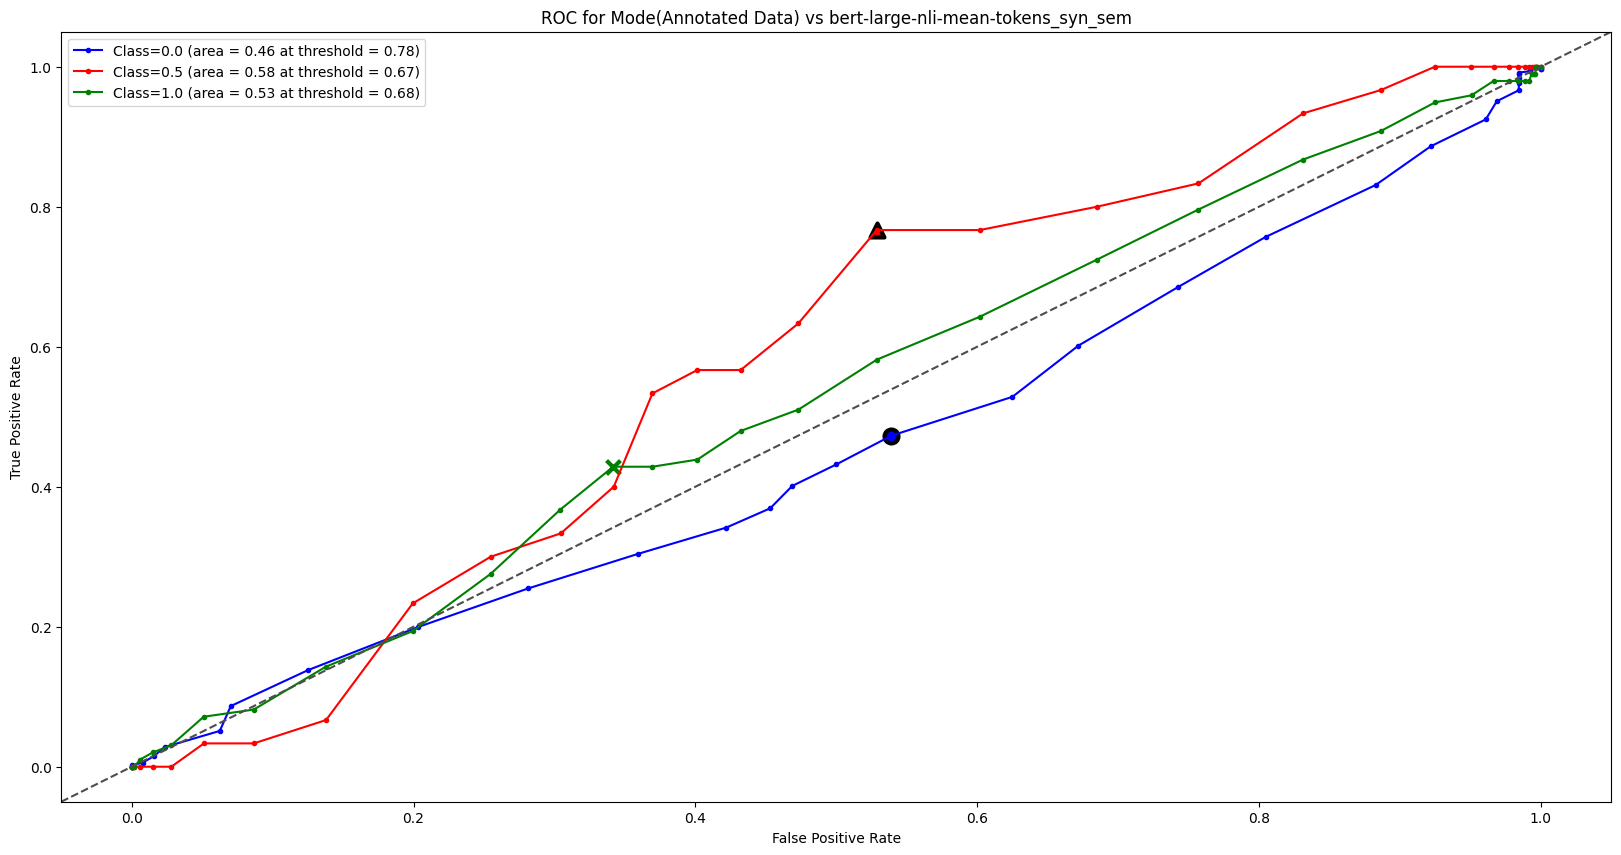 ROC for Mode(Annotated Data) vs bert-large-nli-mean-tokens_syn_sem
Class=0.0 (area = 0.46 at threshold = 0.78)
Class=0.5 (area = 0.58 at threshold = 0.67)
Class=1.0 (area = 0.53 at threshold = 0.68)
True Positive Rate
1.0
0.8
0.6
0.4
0.2
0.0
0.0 0.2 0.4 0.6 0.8 1.0
False Positive Rate